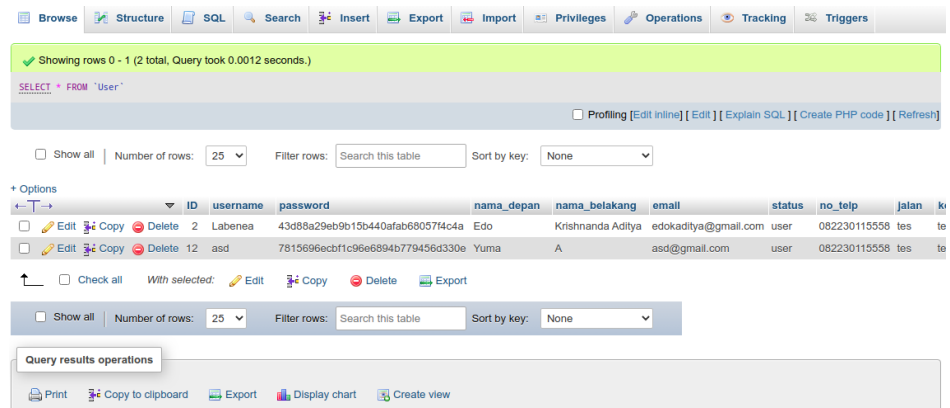 Browse Structure SQL Search Insert Export Import Privileges Operations Tracking Triggers
Showing rows 0 - 1 (2 total, Query took 0.0012 seconds.)
SELECT * FROM `User`
Profiling [Edit inline] [ Edit ] [ Explain SQL ] [ Create PHP code ] [ Refresh]
Show all Number of rows: 25 Filter rows: Search this table Sort by key: None
+ Options
←T→ ID username password nama_depan nama_belakang email status no_telp jalan
Edit Copy Delete 2 Labenea 43d88a29eb9b15b440afab68057f4c4a Edo Krishnanda Aditya edokaditya@gmail.com user 082230115558 tes
Edit Copy Delete 12 asd 7815696ecbf1c96e6894b779456d330e Yuma A asd@gmail.com user 082230115558 tes
Check all With selected: Edit Copy Delete Export
Show all Number of rows: 25 Filter rows: Search this table Sort by key: None
Query results operations
Print Copy to clipboard Export Display chart Create view